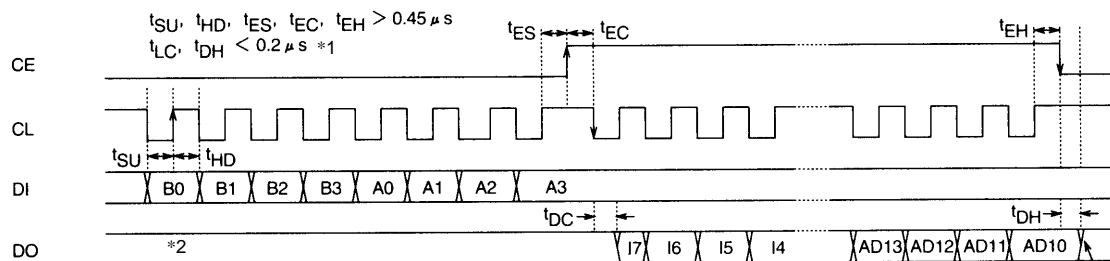 tSU, tHD, tES, tEC, tEH > 0.45 μs
tLC, tDH < 0.2 μs *1
tES tEC tEH
CE
CL
tSU tHD
DI B0 B1 B2 B3 A0 A1 A2 A3
tDC tDH
DO *2 I7 I6 I5 I4 AD13 AD12 AD11 AD10